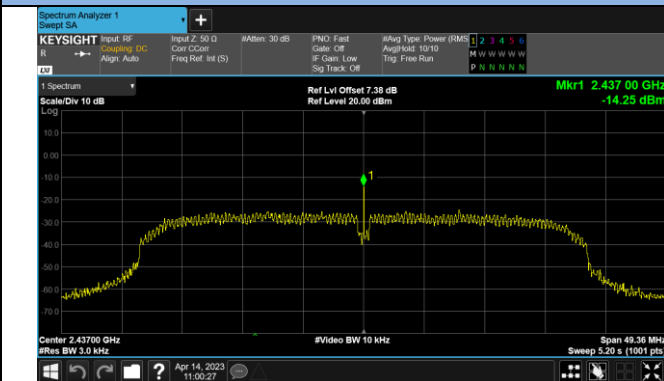 Spectrum Analyzer 1
Swept SA
+
KEYSIGHT
R
LXI
Input: RF
Coupling: DC
Align: Auto
Input Z: 50 Ω
Corr CCorr
Freq Ref: Int (S)
#Atten: 30 dB
PNO: Fast
Gate: Off
IF Gain: Low
Sig Track: Off
#Avg Type: Power (RMS
Avg|Hold: 10/10
Trig: Free Run
1 2 3 4 5 6
M W W W W W
P N N N N N
1 Spectrum
Scale/Div 10 dB
Ref Lvl Offset 7.38 dB
Ref Level 20.00 dBm
Mkr1 2.437 00 GHz
-14.25 dBm
Log
10.0
0.00
-10.0
-20.0
-30.0
-40.0
-50.0
-60.0
-70.0
1
Center 2.43700 GHz
#Res BW 3.0 kHz
#Video BW 10 kHz
Span 49.36 MHz
Sweep 5.20 s (1001 pts)
?
Apr 14, 2023
11:00:27